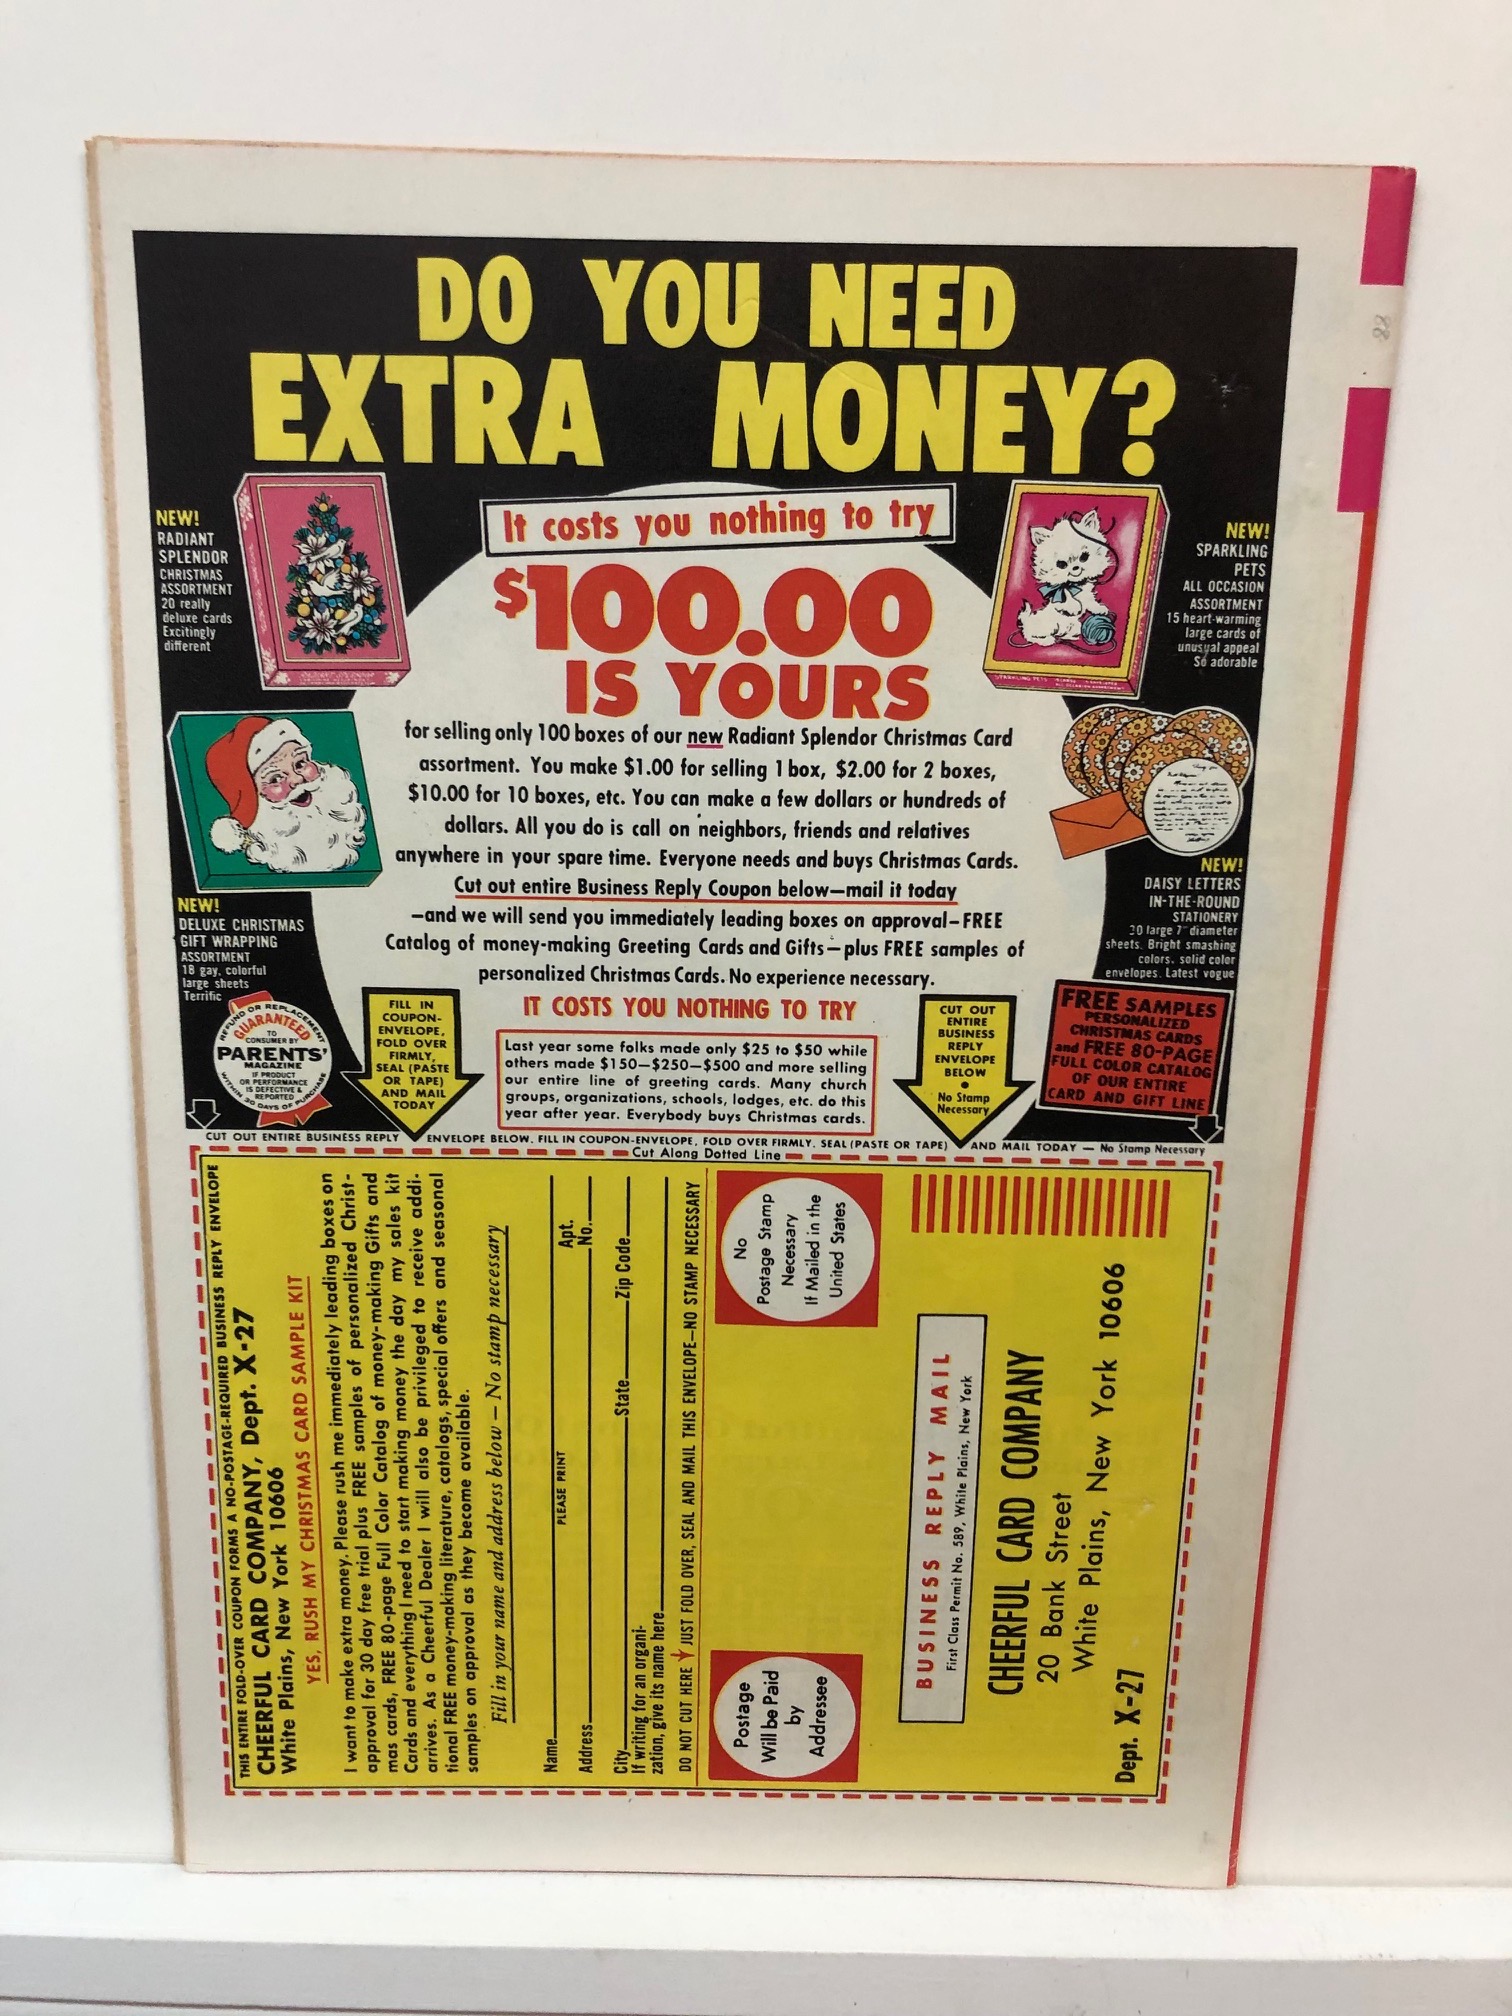 DO YOU NEED
EXTRA MONEY?
It costs you nothing to try
$100.00
IS YOURS
for selling only 100 boxes of our new Radiant Splendor Christmas Card
assortment. You make $1.00 for selling 1 box, $2.00 for 2 boxes,
$10.00 for 10 boxes, etc. You can make a few dollars or hundreds of
dollars. All you do is call on neighbors, friends and relatives
anywhere in your spare time. Everyone needs and buys Christmas Cards.
Cut out entire Business Reply Coupon below—mail it today
—and we will send you immediately leading boxes on approval—FREE
Catalog of money-making Greeting Cards and Gifts—plus FREE samples of
personalized Christmas Cards. No experience necessary.
IT COSTS YOU NOTHING TO TRY
Last year some folks made only $25 to $50 while
others made $150—$250—$500 and more selling
our entire line of greeting cards. Many church
groups, organizations, schools, lodges, etc. do this
year after year. Everybody buys Christmas cards.
NEW!
RADIANT
SPLENDOR
CHRISTMAS
ASSORTMENT
20 really
deluxe cards
Excitingly
different
NEW!
DELUXE CHRISTMAS
GIFT WRAPPING
ASSORTMENT
18 gay, colorful
large sheets
Terrific
REFUND OR REPLACEMENT
GUARANTEED
TO
CONSUMER BY
PARENTS'
MAGAZINE
IF PRODUCT
OR PERFORMANCE
IS DEFECTIVE &
REPORTED
WITHIN 30 DAYS OF PURCHASE
FILL IN
COUPON-
ENVELOPE,
FOLD OVER
FIRMLY,
SEAL (PASTE
OR TAPE)
AND MAIL
TODAY
NEW!
SPARKLING
PETS
ALL OCCASION
ASSORTMENT
15 heart-warming
large cards of
unusual appeal
So adorable
SPARKLING PETS
NEW!
DAISY LETTERS
IN-THE-ROUND
STATIONERY
20 large 7" diameter
sheets. Bright smashing
colors. solid color
envelopes. Latest vogue
CUT OUT
ENTIRE
BUSINESS
REPLY
ENVELOPE
BELOW
•
No Stamp
Necessary
FREE SAMPLES
PERSONALIZED
CHRISTMAS CARDS
and FREE 80-PAGE
FULL COLOR CATALOG
OF OUR ENTIRE
CARD AND GIFT LINE
88
CUT OUT ENTIRE BUSINESS REPLY ENVELOPE BELOW. FILL IN COUPON-ENVELOPE, FOLD OVER FIRMLY. SEAL (PASTE OR TAPE) AND MAIL TODAY — No Stamp Necessary
Cut Along Dotted Line
THIS ENTIRE FOLD-OVER COUPON FORMS A NO-POSTAGE-REQUIRED BUSINESS REPLY ENVELOPE
CHEERFUL CARD COMPANY, Dept. X-27
White Plains, New York 10606
YES, RUSH MY CHRISTMAS CARD SAMPLE KIT
I want to make extra money. Please rush me immediately leading boxes on
approval for 30 day free trial plus FREE samples of personalized Christ-
mas cards, FREE 80-page Full Color Catalog of money-making Gifts and
Cards and everything I need to start making money the day my sales kit
arrives. As a Cheerful Dealer I will also be privileged to receive addi-
tional FREE money-making literature, catalogs, special offers and seasonal
samples on approval as they become available.
Fill in your name and address below — No stamp necessary
Name
PLEASE PRINT
Address Apt. No.
City State Zip Code
If writing for an organi-
zation, give its name here
DO NOT CUT HERE JUST FOLD OVER, SEAL AND MAIL THIS ENVELOPE—NO STAMP NECESSARY
Postage
Will be Paid
by
Addressee
No
Postage Stamp
Necessary
If Mailed in the
United States
BUSINESS REPLY MAIL
First Class Permit No. 589, White Plains, New York
CHEERFUL CARD COMPANY
20 Bank Street
White Plains, New York 10606
Dept. X-27